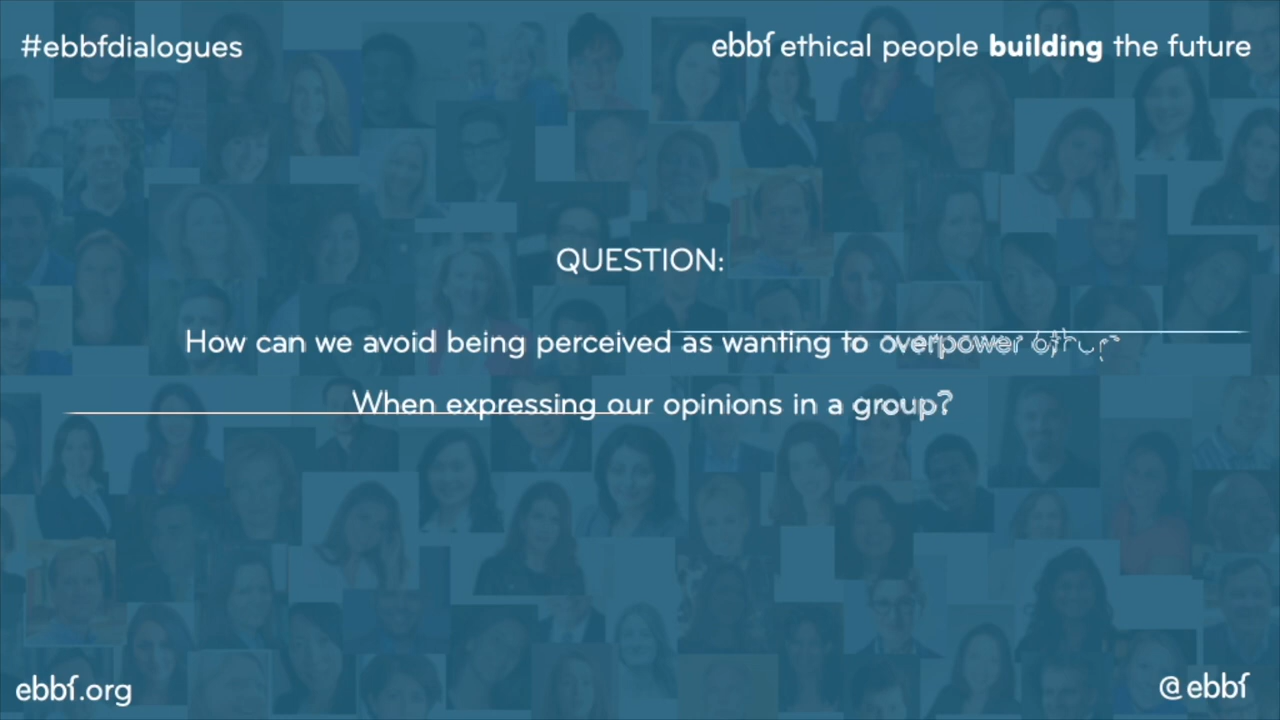 #ebbfdialogues
ebbf ethical people building the future
QUESTION:
How can we avoid being perceived as wanting to overpower
When expressing our opinions in a group?
ebbf.org
@ebbf